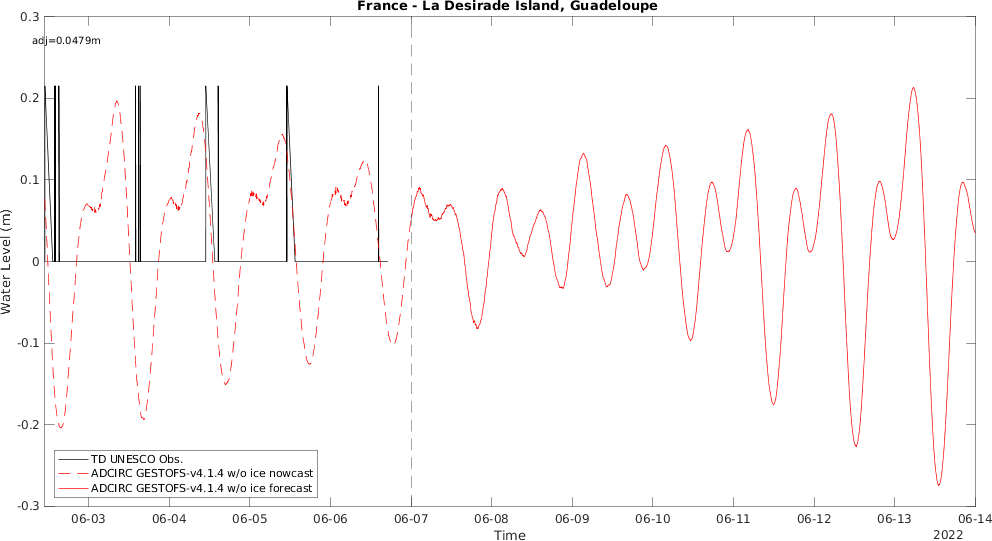 France - La Desirade Island, Guadeloupe
adj=0.0479m
0.3
0.2
0.1
0
-0.1
-0.2
-0.3
Water Level (m)
TD UNESCO Obs.
ADCIRC GESTOFS-v4.1.4 w/o ice nowcast
ADCIRC GESTOFS-v4.1.4 w/o ice forecast
06-03 06-04 06-05 06-06 06-07 06-08 06-09 06-10 06-11 06-12 06-13 06-14
Time
2022